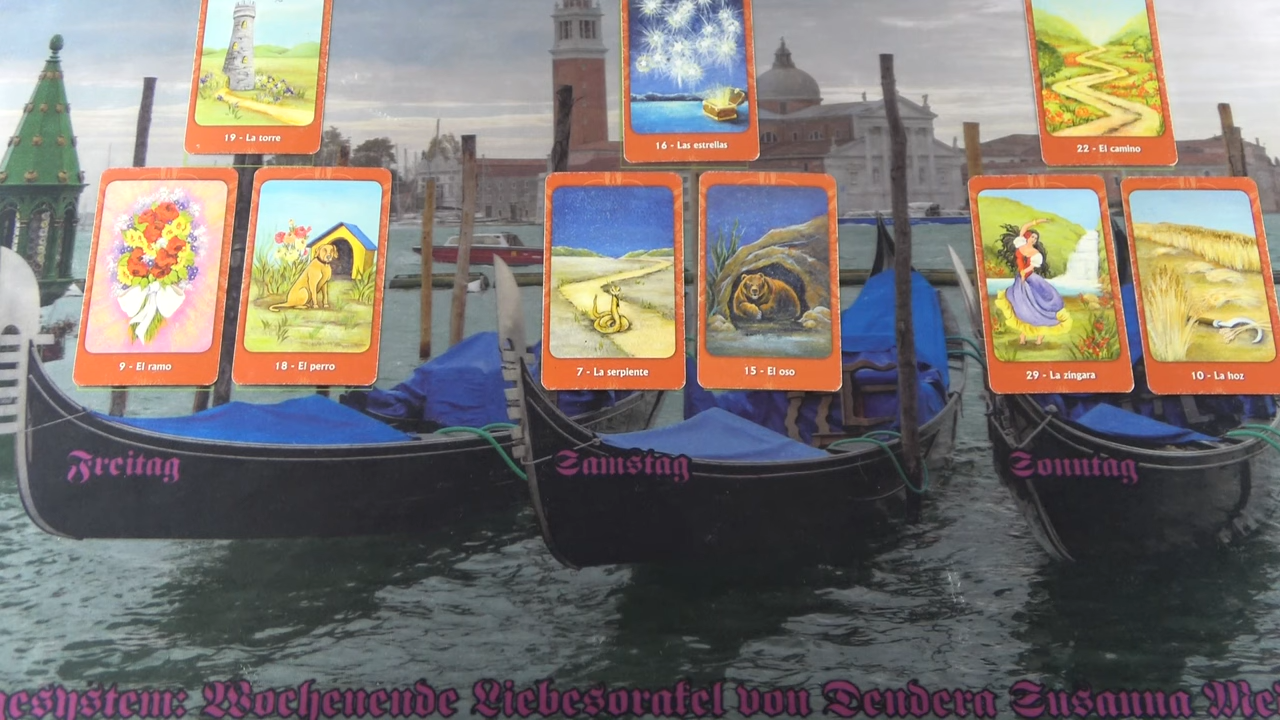 19 - La torre
16 - Las estrellas
22 - El camino
9 - El ramo
18 - El perro
7 - La serpiente
15 - El oso
29 - La zíngara
10 - La hoz
Freitag
Samstag
Sonntag
Wochenende Liebesorakel von Dendera Susanna